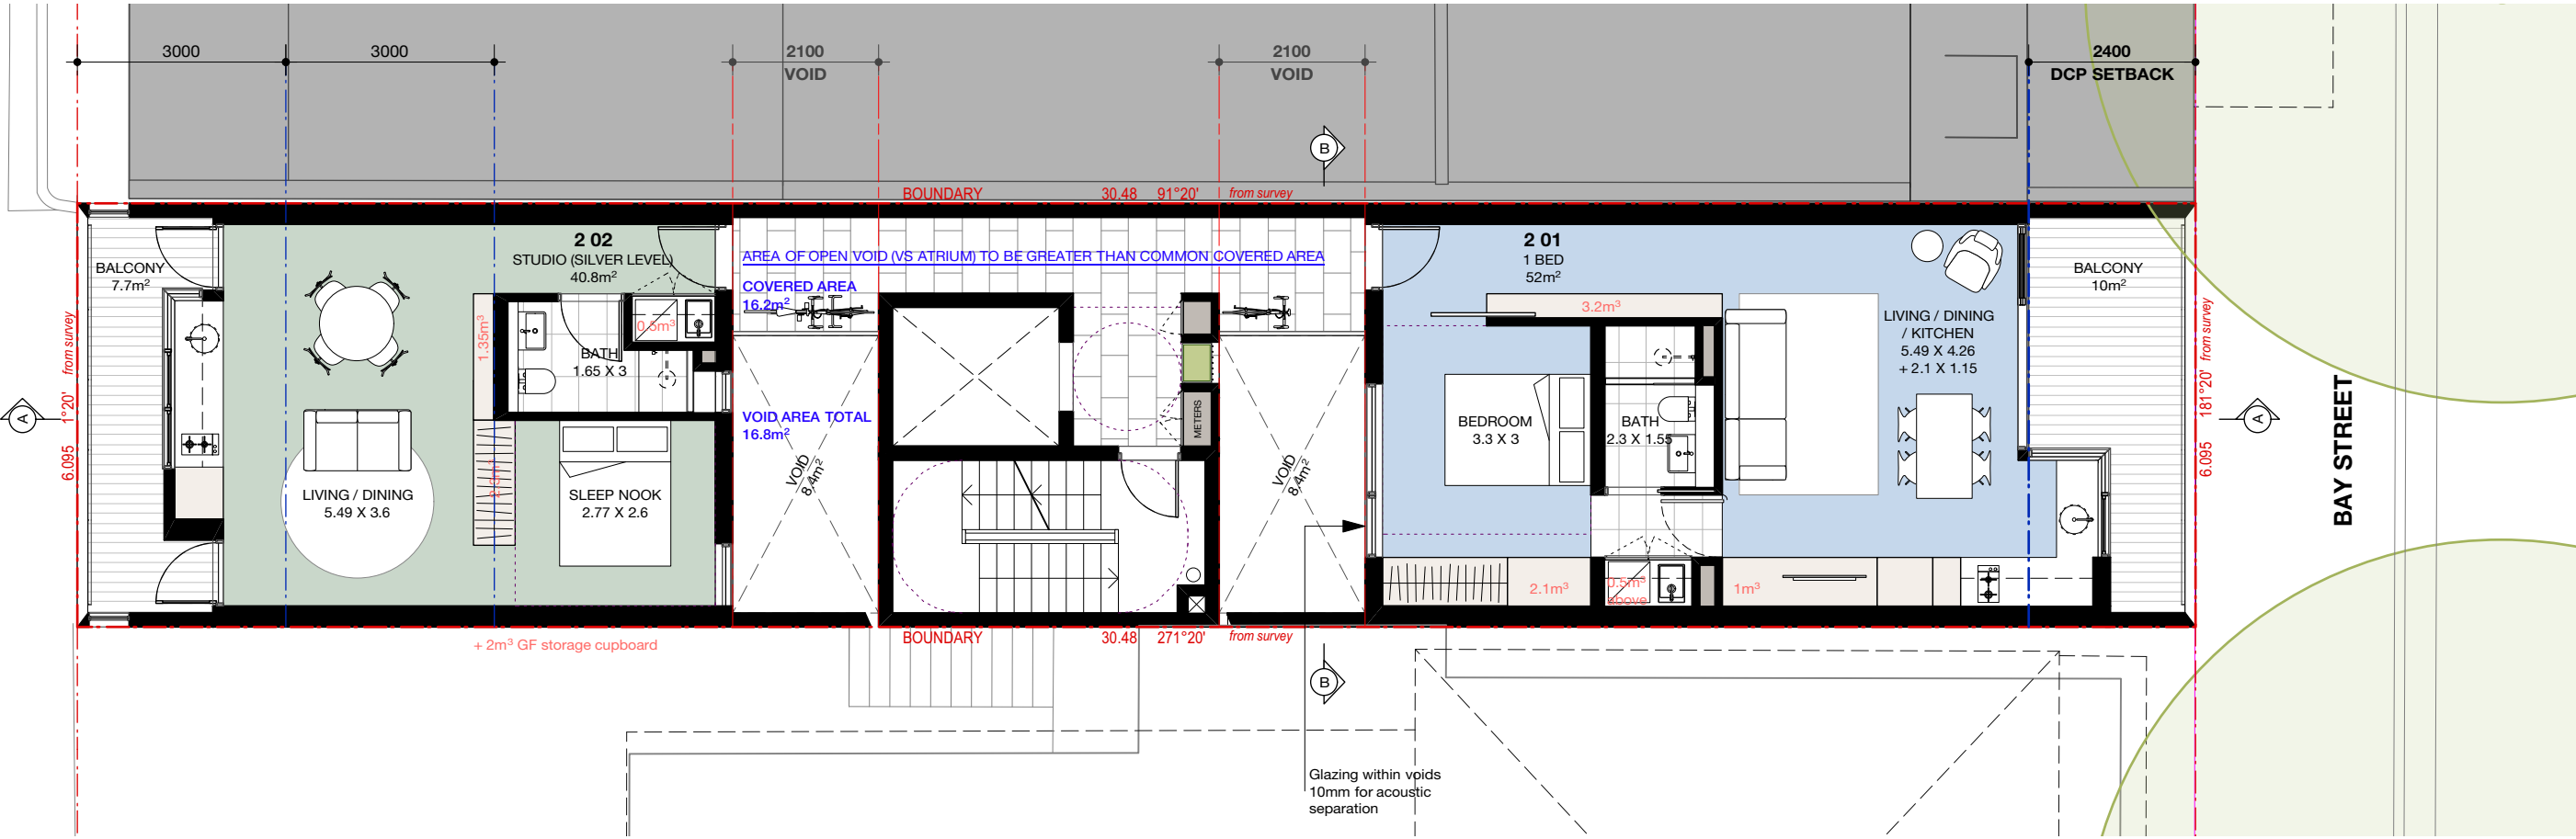 3000
3000
2100
VOID
2100
VOID
2400
DCP SETBACK
B
BOUNDARY 30.48 91°20' from survey
2 02
STUDIO (SILVER LEVEL)
40.8m²
BALCONY
7.7m²
AREA OF OPEN VOID (VS ATRIUM) TO BE GREATER THAN COMMON COVERED AREA
COVERED AREA
16.2m²
2 01
1 BED
52m²
BALCONY
10m²
3.2m³
0.5m³
1.35m³
BATH
1.65 X 3
LIVING / DINING
/ KITCHEN
5.49 X 4.26
+ 2.1 X 1.15
6.095 1°20' from survey
6.095 181°20' from survey
A
A
BAY STREET
VOID AREA TOTAL
16.8m²
METERS
BEDROOM
3.3 X 3
BATH
2.3 X 1.55
VOID
8.4m²
VOID
8.4m²
LIVING / DINING
5.49 X 3.6
SLEEP NOOK
2.77 X 2.6
2.1m³
0.5m³
above
1m³
BOUNDARY 30.48 271°20' from survey
+ 2m³ GF storage cupboard
B
Glazing within voids
10mm for acoustic
separation